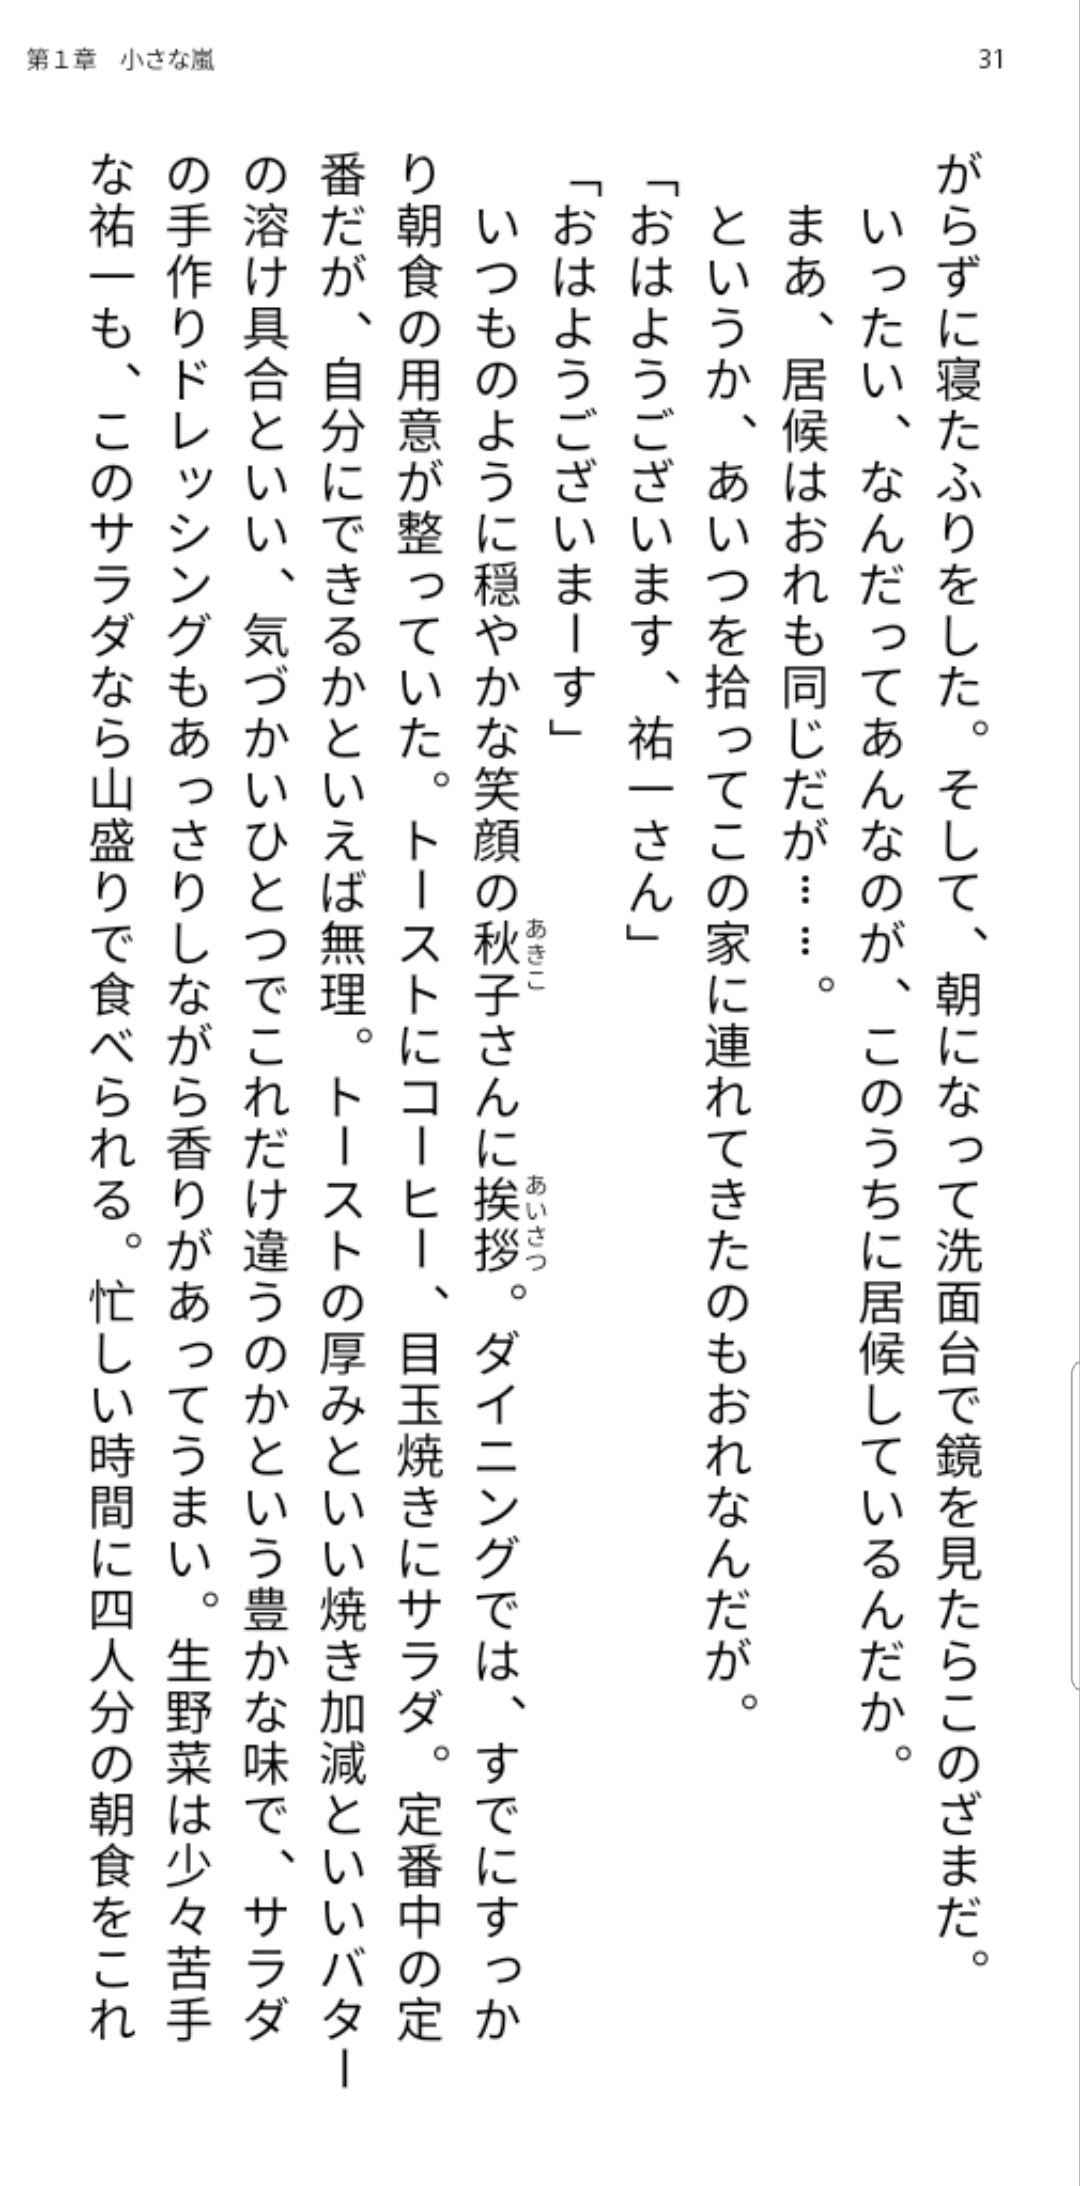 第１章　小さな嵐
31
がらずに寝たふりをした。そして、朝になって洗面台で鏡を見たらこのざまだ。
　いったい、なんだってあんなのが、このうちに居候しているんだか。
　まあ、居候はおれも同じだが……。
　というか、あいつを拾ってこの家に連れてきたのもおれなんだが。
「おはようございます、祐一さん」
「おはようございまーす」
　いつものように穏やかな笑顔の秋子さんに挨拶。ダイニングでは、すでにすっか
あきこ
あいさつ
り朝食の用意が整っていた。トーストにコーヒー、目玉焼きにサラダ。定番中の定
番だが、自分にできるかといえば無理。トーストの厚みといい焼き加減といいバター
の溶け具合といい、気づかいひとつでこれだけ違うのかという豊かな味で、サラダ
の手作りドレッシングもあっさりしながら香りがあってうまい。生野菜は少々苦手
な祐一も、このサラダなら山盛りで食べられる。忙しい時間に四人分の朝食をこれ